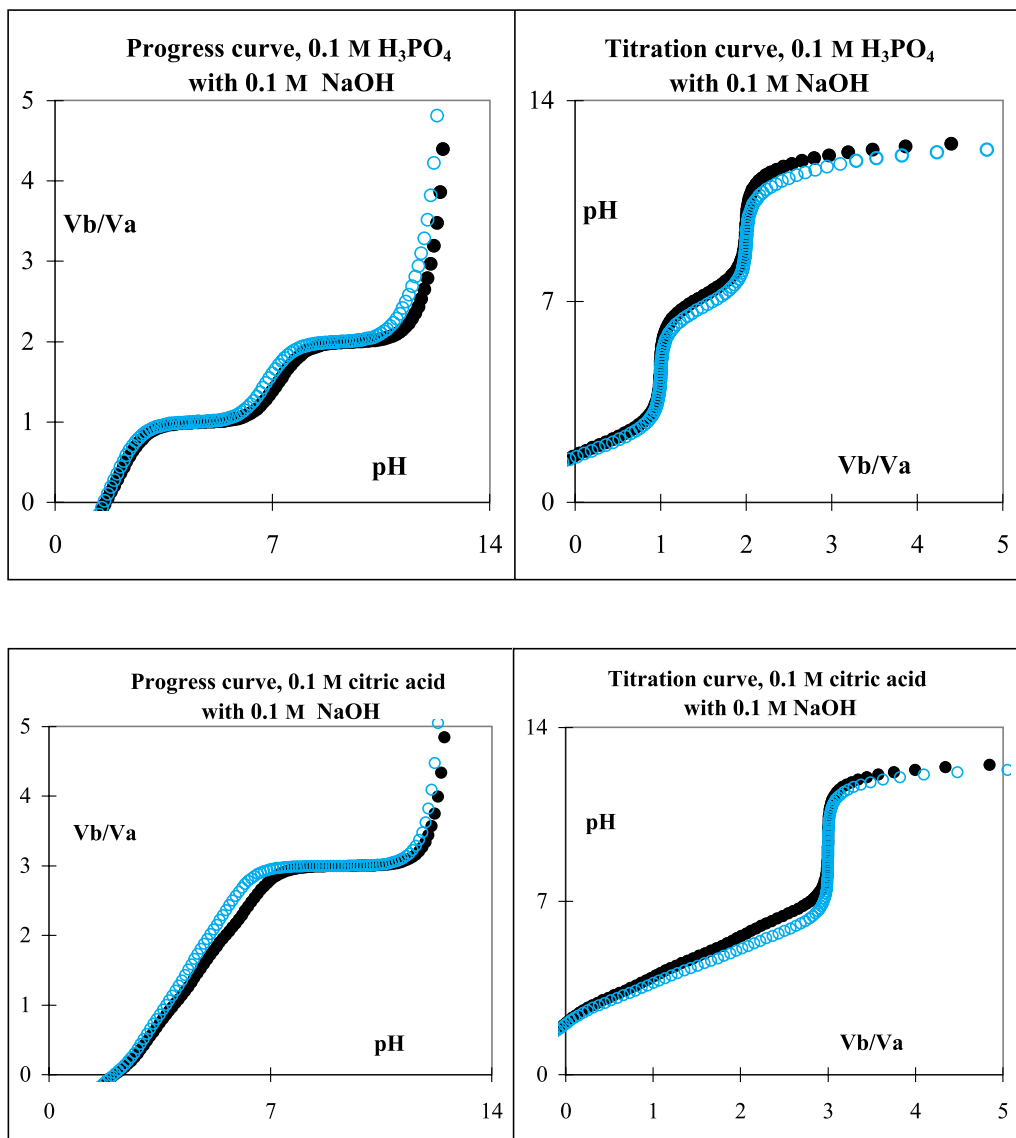 Progress curve, 0.1 M H₃PO₄
with 0.1 M NaOH
5
4
Vb/Va
3
2
1
pH
0
0 7 14
Titration curve, 0.1 M H₃PO₄
with 0.1 M NaOH
14
pH
7
Vb/Va
0
0 1 2 3 4 5
Progress curve, 0.1 M citric acid
with 0.1 M NaOH
5
4
Vb/Va
3
2
1
pH
0
0 7 14
Titration curve, 0.1 M citric acid
with 0.1 M NaOH
14
pH
7
Vb/Va
0
0 1 2 3 4 5